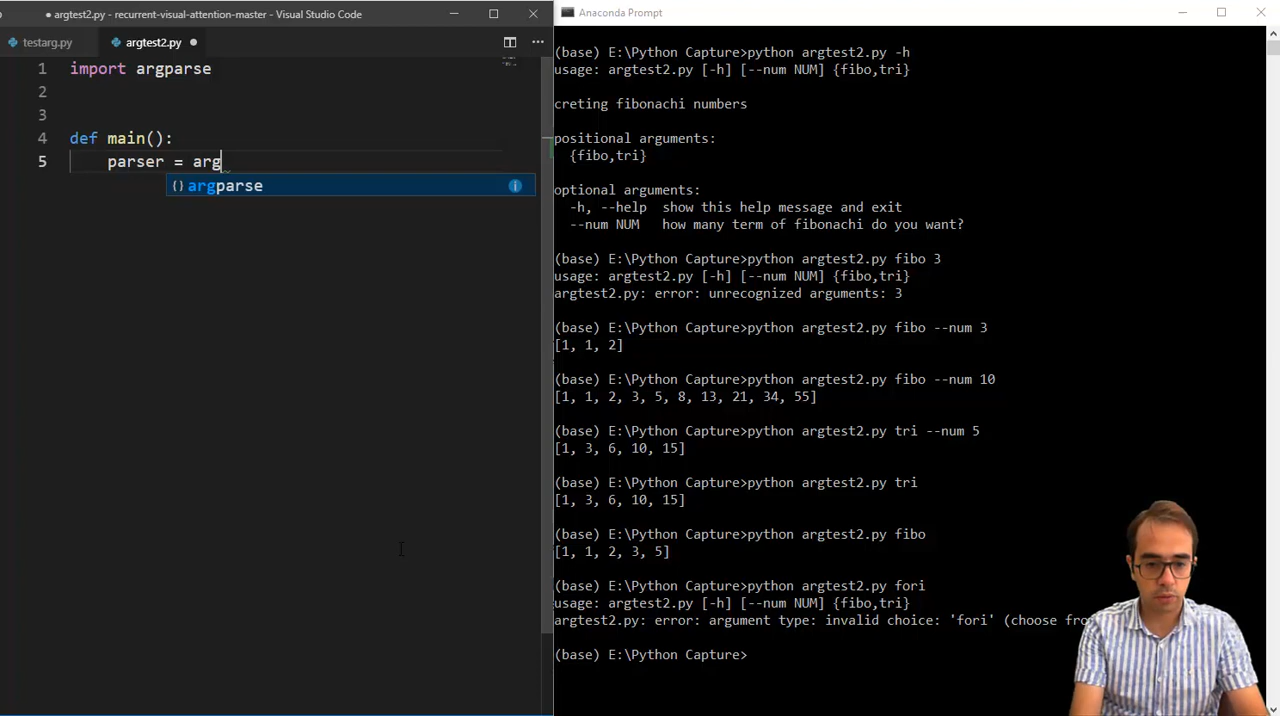 argtest2.py - recurrent-visual-attention-master - Visual Studio Code
testarg.py
argtest2.py
1 import argparse
2
3
4 def main():
5 parser = arg
argparse
Anaconda Prompt
(base) E:\Python Capture>python argtest2.py -h
usage: argtest2.py [-h] [--num NUM] {fibo,tri}
creting fibonachi numbers
positional arguments:
{fibo,tri}
optional arguments:
-h, --help show this help message and exit
--num NUM how many term of fibonachi do you want?
(base) E:\Python Capture>python argtest2.py fibo 3
usage: argtest2.py [-h] [--num NUM] {fibo,tri}
argtest2.py: error: unrecognized arguments: 3
(base) E:\Python Capture>python argtest2.py fibo --num 3
[1, 1, 2]
(base) E:\Python Capture>python argtest2.py fibo --num 10
[1, 1, 2, 3, 5, 8, 13, 21, 34, 55]
(base) E:\Python Capture>python argtest2.py tri --num 5
[1, 3, 6, 10, 15]
(base) E:\Python Capture>python argtest2.py tri
[1, 3, 6, 10, 15]
(base) E:\Python Capture>python argtest2.py fibo
[1, 1, 2, 3, 5]
(base) E:\Python Capture>python argtest2.py fori
usage: argtest2.py [-h] [--num NUM] {fibo,tri}
argtest2.py: error: argument type: invalid choice: 'fori' (choose fro
(base) E:\Python Capture>